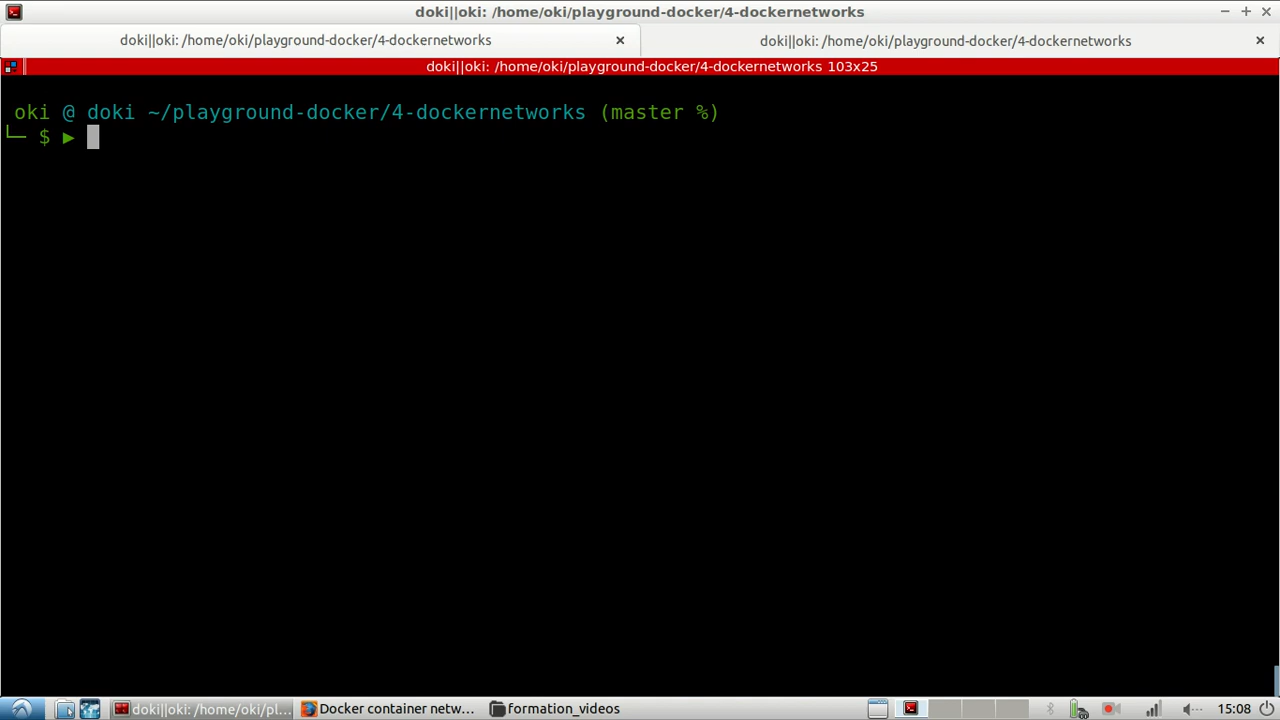 doki||oki: /home/oki/playground-docker/4-dockernetworks
doki||oki: /home/oki/playground-docker/4-dockernetworks
doki||oki: /home/oki/playground-docker/4-dockernetworks
doki||oki: /home/oki/playground-docker/4-dockernetworks 103x25
oki @ doki ~/playground-docker/4-dockernetworks (master %)
└─ $ ▶
doki||oki: /home/oki/pl... Docker container netw... formation_videos 15:08